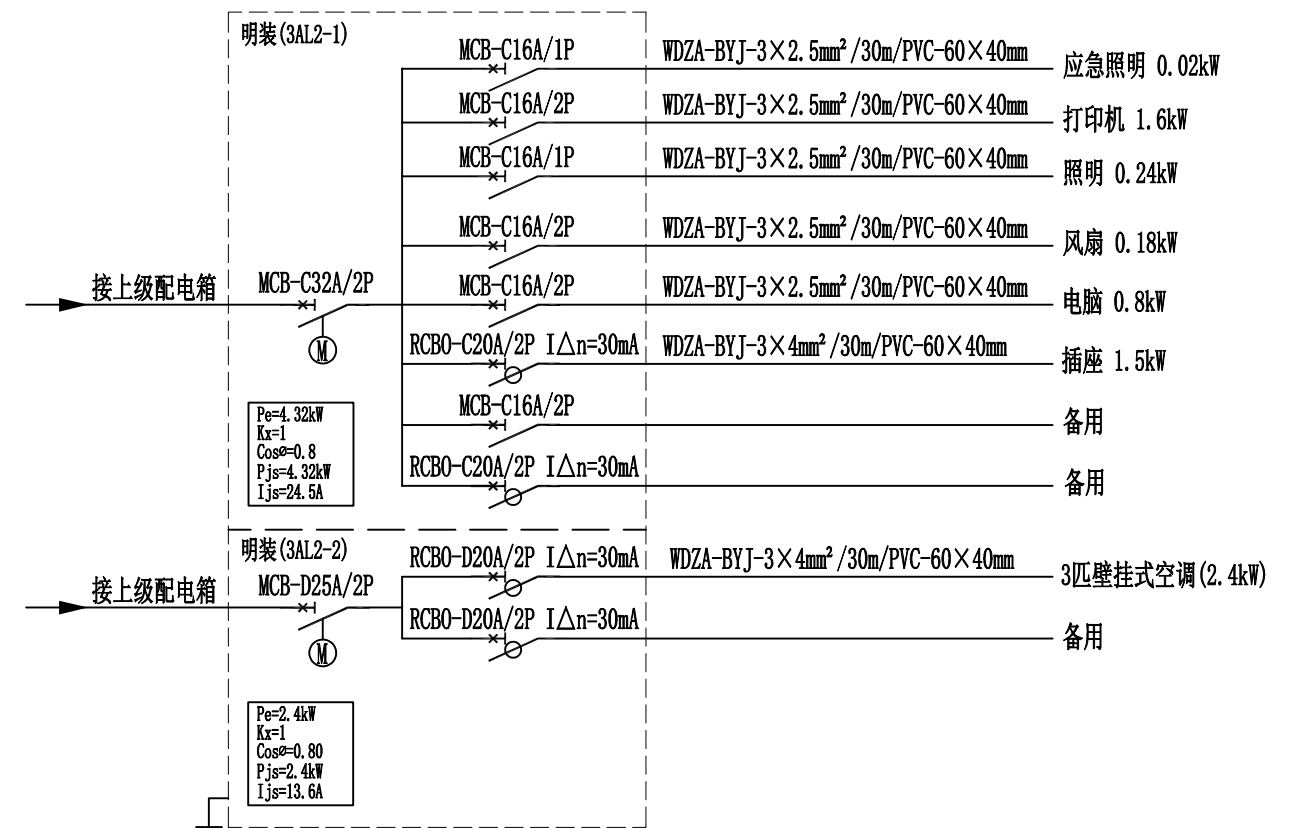 明装(3AL2-1)
MCB-C16A/1P WDZA-BYJ-3×2.5mm²/30m/PVC-60×40mm 应急照明 0.02kW
MCB-C16A/2P WDZA-BYJ-3×2.5mm²/30m/PVC-60×40mm 打印机 1.6kW
MCB-C16A/1P WDZA-BYJ-3×2.5mm²/30m/PVC-60×40mm 照明 0.24kW
MCB-C16A/2P WDZA-BYJ-3×2.5mm²/30m/PVC-60×40mm 风扇 0.18kW
接上级配电箱 MCB-C32A/2P MCB-C16A/2P WDZA-BYJ-3×2.5mm²/30m/PVC-60×40mm 电脑 0.8kW
M
RCBO-C20A/2P I△n=30mA WDZA-BYJ-3×4mm²/30m/PVC-60×40mm 插座 1.5kW
MCB-C16A/2P 备用
RCBO-C20A/2P I△n=30mA 备用
Pe=4.32kW
Kx=1
Cosø=0.8
Pjs=4.32kW
Ijs=24.5A
明装(3AL2-2)
RCBO-D20A/2P I△n=30mA WDZA-BYJ-3×4mm²/30m/PVC-60×40mm 3匹壁挂式空调(2.4kW)
接上级配电箱 MCB-D25A/2P
M
RCBO-D20A/2P I△n=30mA 备用
Pe=2.4kW
Kx=1
Cosø=0.80
Pjs=2.4kW
Ijs=13.6A